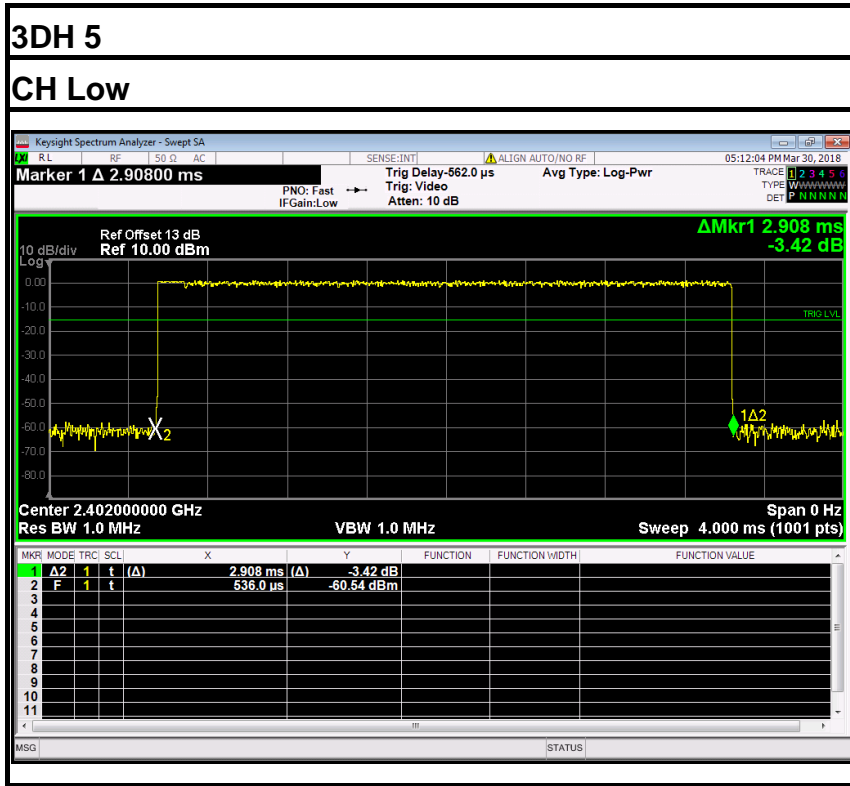 3DH 5
CH Low
Keysight Spectrum Analyzer - Swept SA
LXI RL RF 50 Ω AC SENSE:INT ALIGN AUTO/NO RF 05:12:04 PM Mar 30, 2018
Marker 1 Δ 2.90800 ms
PNO: Fast
IFGain:Low
Trig Delay-562.0 µs
Trig: Video
Atten: 10 dB
Avg Type: Log-Pwr
TRACE 1 2 3 4 5 6
TYPE WWWWWW
DET P N N N N N
ΔMkr1 2.908 ms
-3.42 dB
Ref Offset 13 dB
10 dB/div Ref 10.00 dBm
Log
0.00
-10.0
TRIG LVL
-20.0
-30.0
-40.0
-50.0
1Δ2
-60.0
2
-70.0
-80.0
Center 2.402000000 GHz Span 0 Hz
Res BW 1.0 MHz VBW 1.0 MHz Sweep 4.000 ms (1001 pts)
MKR MODE TRC SCL X Y FUNCTION FUNCTION WIDTH FUNCTION VALUE
1 Δ2 1 t (Δ) 2.908 ms (Δ) -3.42 dB
2 F 1 t 536.0 µs -60.54 dBm
3
4
5
6
7
8
9
10
11
MSG STATUS